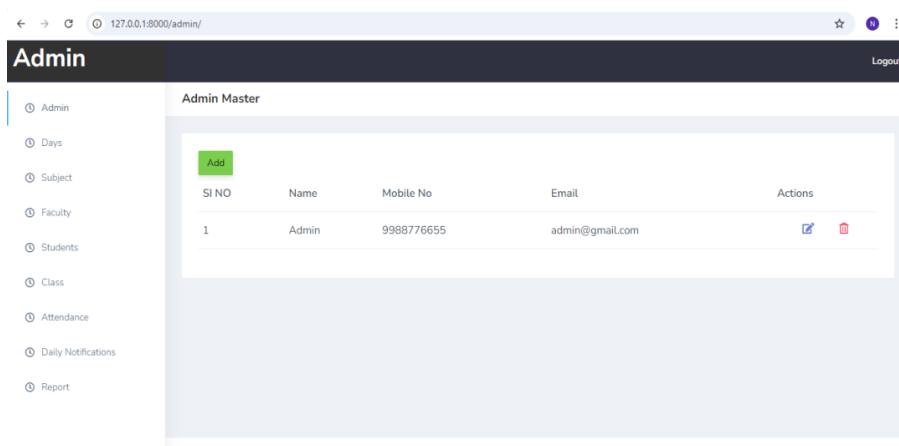 127.0.0.1:8000/admin/
N
Admin
Logou
Admin
Admin Master
Days
Add
Subject
SI NO Name Mobile No Email Actions
Faculty
1 Admin 9988776655 admin@gmail.com
Students
Class
Attendance
Daily Notifications
Report